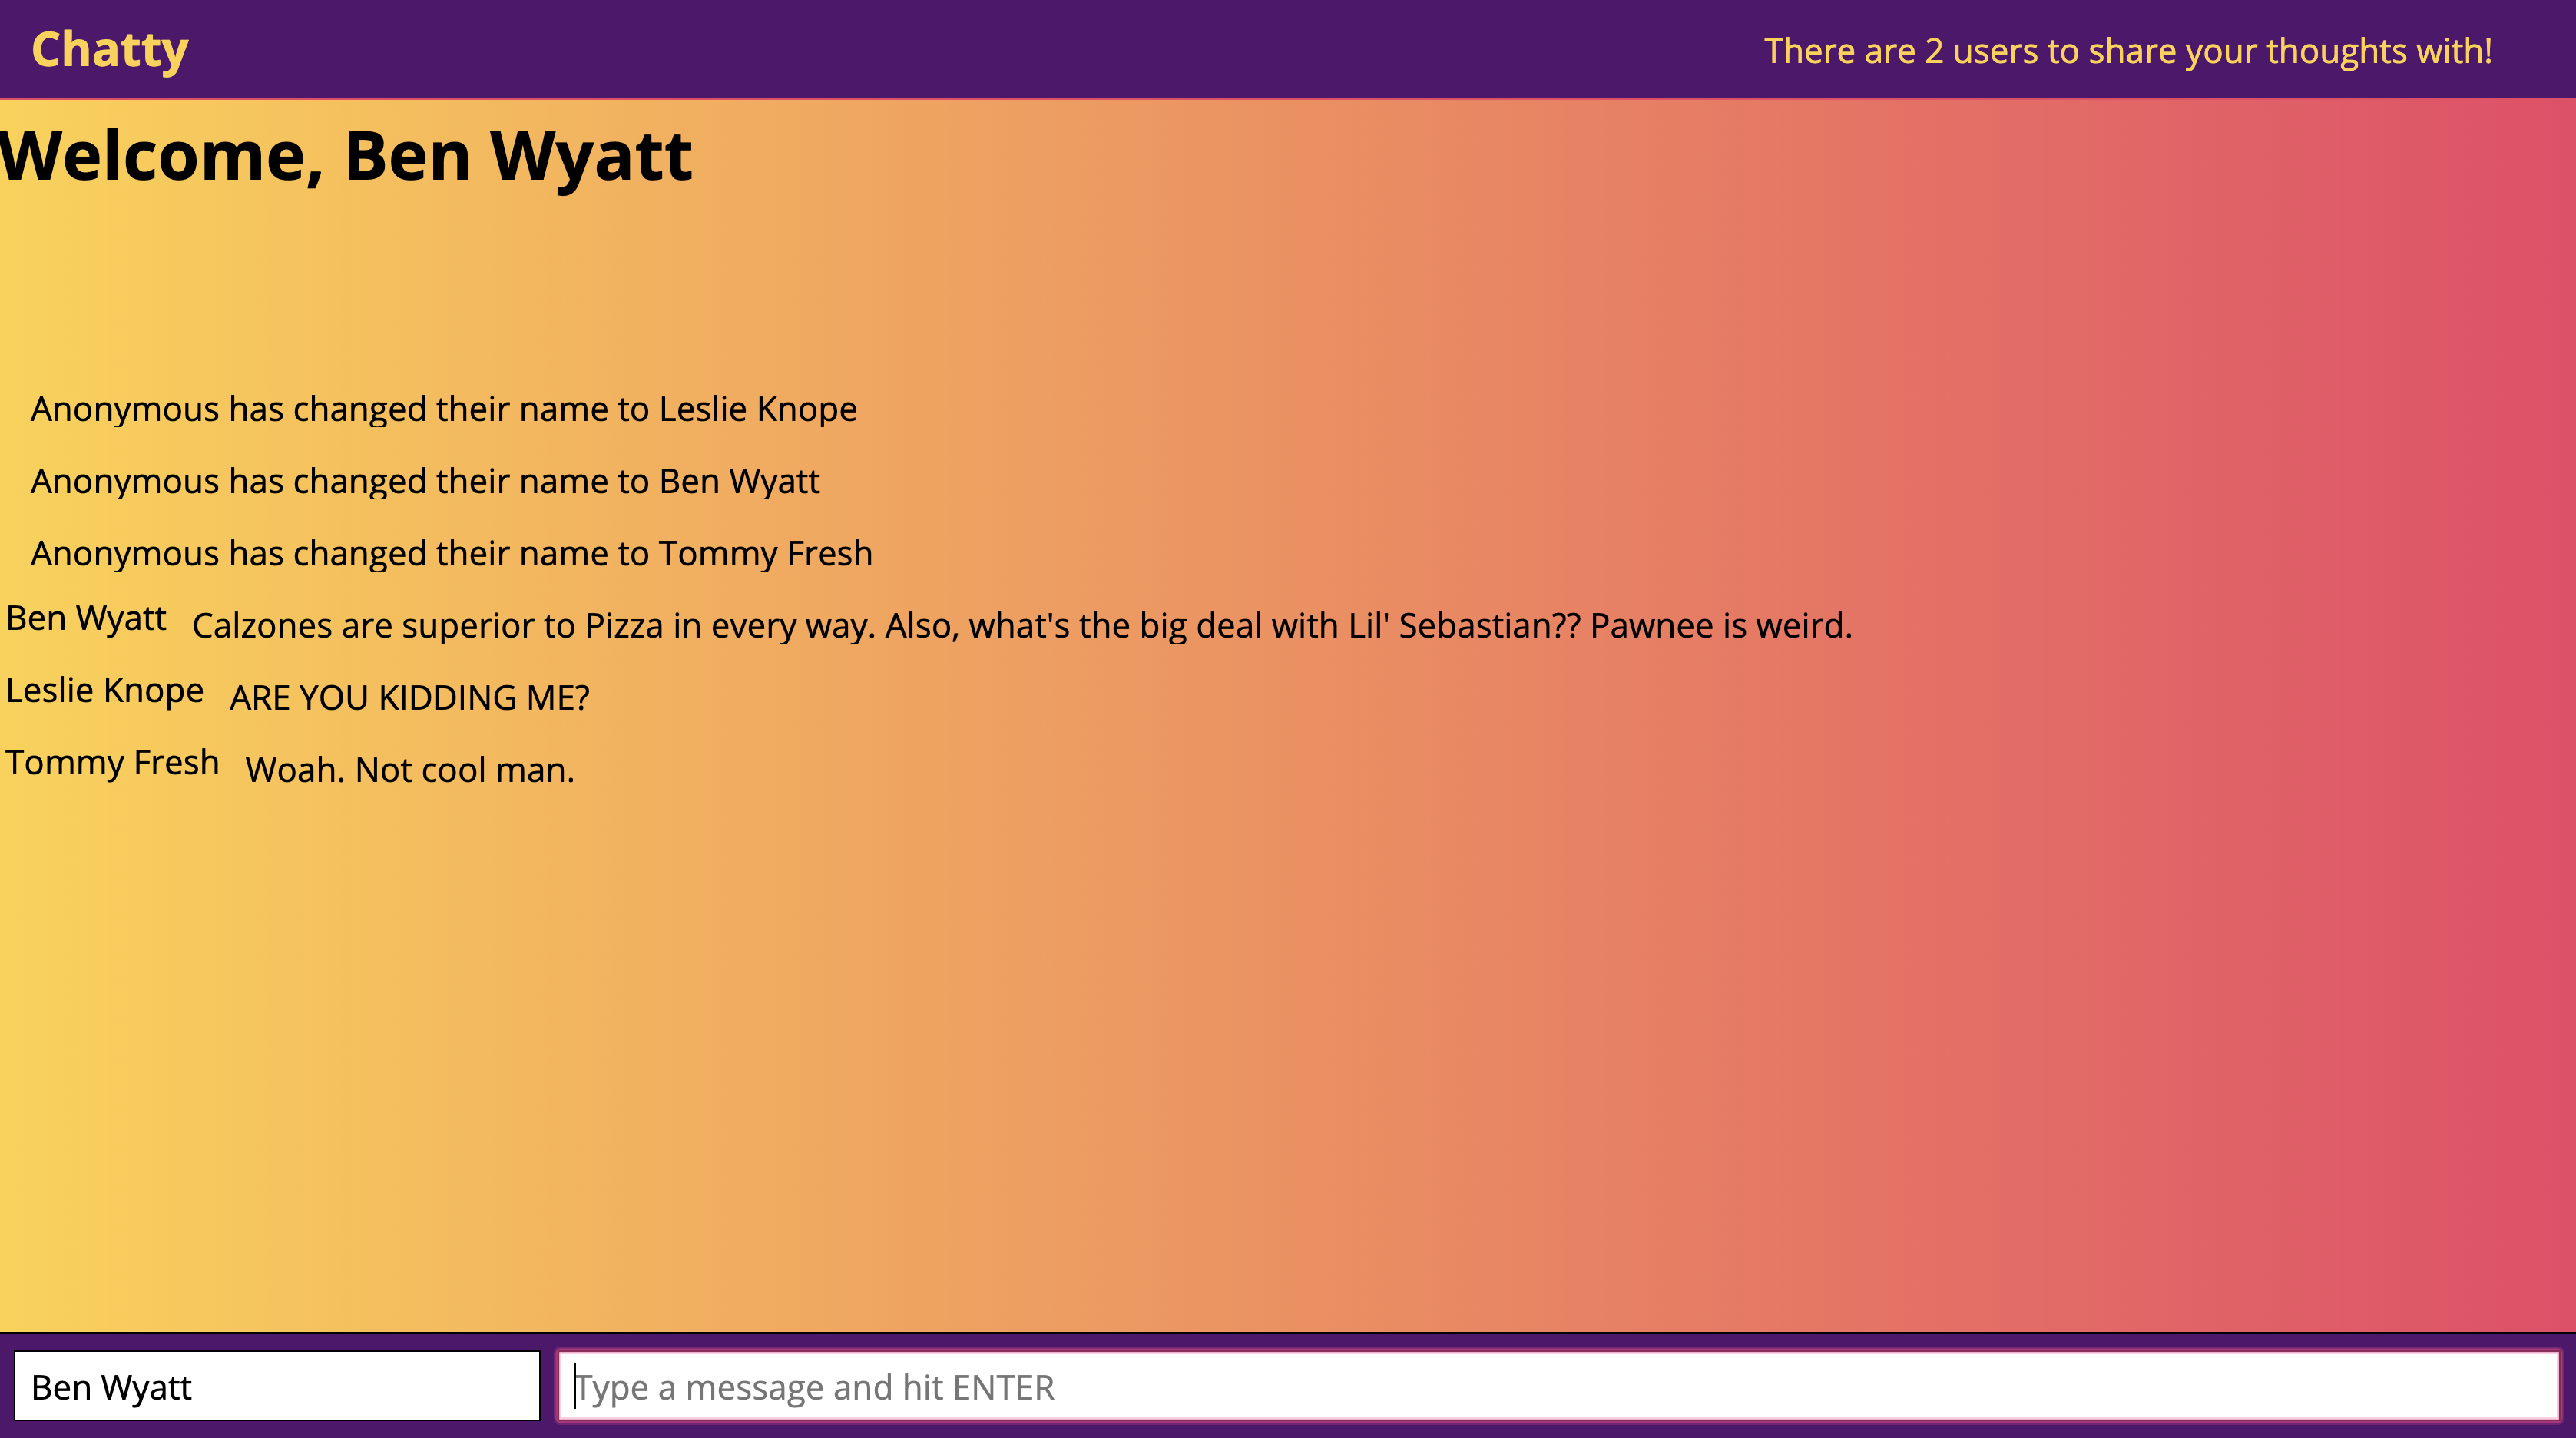 Chatty
There are 2 users to share your thoughts with!
Welcome, Ben Wyatt
Anonymous has changed their name to Leslie Knope
Anonymous has changed their name to Ben Wyatt
Anonymous has changed their name to Tommy Fresh
Ben Wyatt Calzones are superior to Pizza in every way. Also, what's the big deal with Lil' Sebastian?? Pawnee is weird.
Leslie Knope ARE YOU KIDDING ME?
Tommy Fresh Woah. Not cool man.
Ben Wyatt
Type a message and hit ENTER